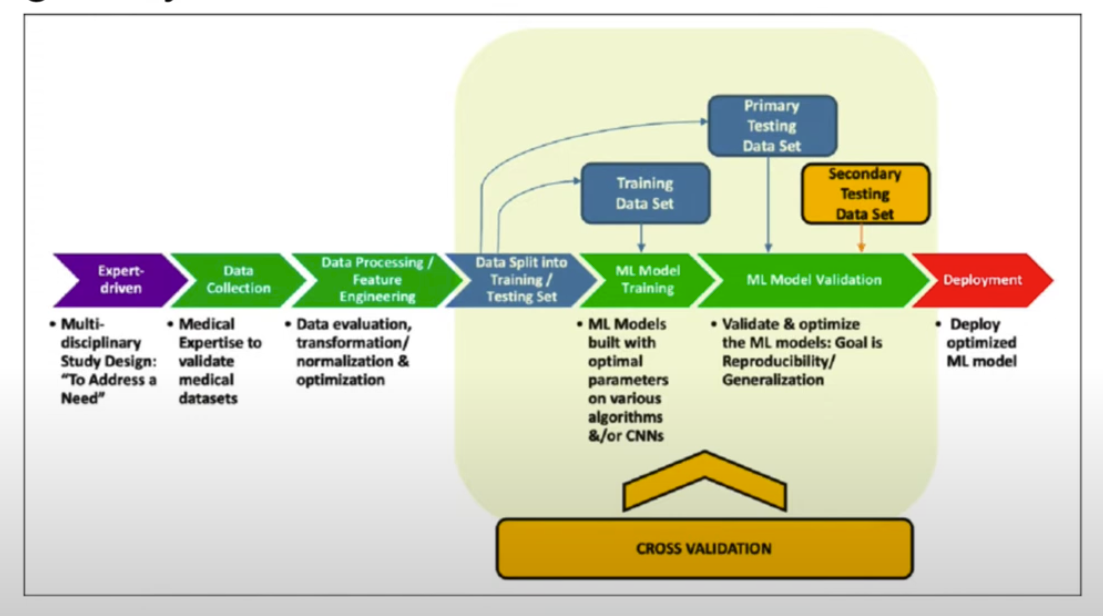 Primary
Testing
Data Set
Training
Data Set
Secondary
Testing
Data Set
Expert-
driven
Data
Collection
Data Processing /
Feature
Engineering
Data Split into
Training /
Testing Set
ML Model
Training
ML Model Validation
Deployment
• Multi-
disciplinary
Study Design:
“To Address a
Need”
• Medical
Expertise to
validate
medical
datasets
• Data evaluation,
transformation/
normalization &
optimization
• ML Models
built with
optimal
parameters
on various
algorithms
&/or CNNs
• Validate & optimize
the ML models: Goal is
Reproducibility/
Generalization
• Deploy
optimized
ML model
CROSS VALIDATION